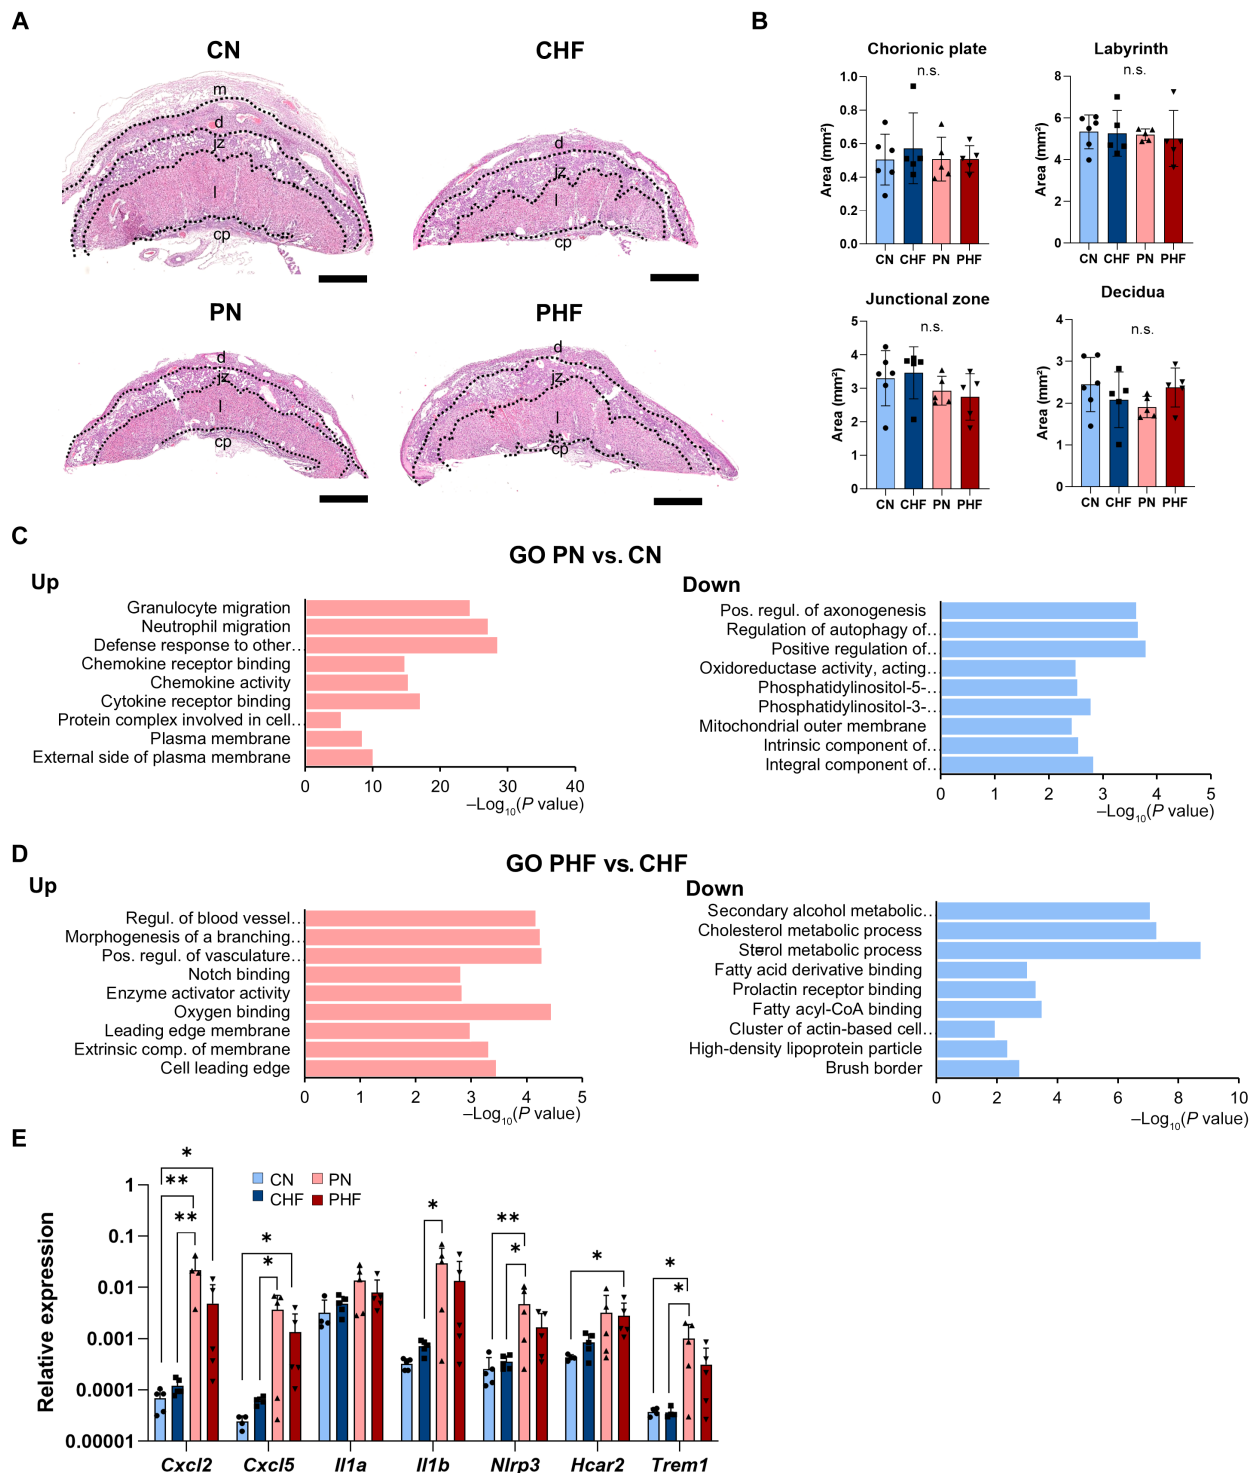 A
CN
m
d
jz
l
cp
CHF
d
jz
l
cp
PN
d
jz
l
cp
PHF
d
jz
l
cp
B
Chorionic plate
n.s.
1.0
0.8
0.6
0.4
0.2
0.0
Area (mm²)
CN CHF PN PHF
Labyrinth
n.s.
8
6
4
2
0
Area (mm²)
CN CHF PN PHF
Junctional zone
n.s.
5
4
3
2
1
0
Area (mm²)
CN CHF PN PHF
Decidua
n.s.
4
3
2
1
0
Area (mm²)
CN CHF PN PHF
C
GO PN vs. CN
Up
Granulocyte migration
Neutrophil migration
Defense response to other…
Chemokine receptor binding
Chemokine activity
Cytokine receptor binding
Protein complex involved in cell…
Plasma membrane
External side of plasma membrane
0 10 20 30 40
–Log10(P value)
Down
Pos. regul. of axonogenesis
Regulation of autophagy of…
Positive regulation of…
Oxidoreductase activity, acting…
Phosphatidylinositol-5-…
Phosphatidylinositol-3-…
Mitochondrial outer membrane
Intrinsic component of…
Integral component of…
0 1 2 3 4 5
–Log10(P value)
D
GO PHF vs. CHF
Up
Regul. of blood vessel…
Morphogenesis of a branching…
Pos. regul. of vasculature…
Notch binding
Enzyme activator activity
Oxygen binding
Leading edge membrane
Extrinsic comp. of membrane
Cell leading edge
0 1 2 3 4 5
–Log10(P value)
Down
Secondary alcohol metabolic…
Cholesterol metabolic process
Sterol metabolic process
Fatty acid derivative binding
Prolactin receptor binding
Fatty acyl-CoA binding
Cluster of actin-based cell…
High-density lipoprotein particle
Brush border
0 2 4 6 8 10
–Log10(P value)
E
Relative expression
1
0.1
0.01
0.001
0.0001
0.00001
CN PN
CHF PHF
*
**
**
*
*
*
**
*
*
*
*
Cxcl2 Cxcl5 Il1a Il1b Nlrp3 Hcar2 Trem1